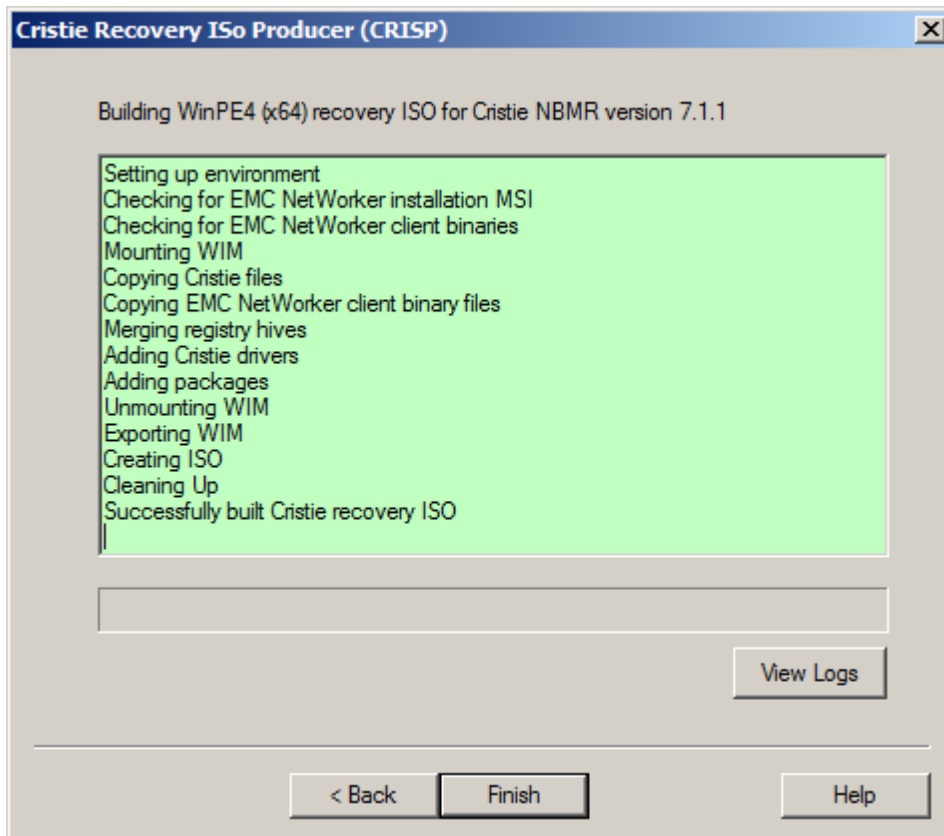 Cristie Recovery ISo Producer (CRISP)
Building WinPE4 (x64) recovery ISO for Cristie NBMR version 7.1.1
Setting up environment
Checking for EMC NetWorker installation MSI
Checking for EMC NetWorker client binaries
Mounting WIM
Copying Cristie files
Copying EMC NetWorker client binary files
Merging registry hives
Adding Cristie drivers
Adding packages
Unmounting WIM
Exporting WIM
Creating ISO
Cleaning Up
Successfully built Cristie recovery ISO
View Logs
< Back Finish Help